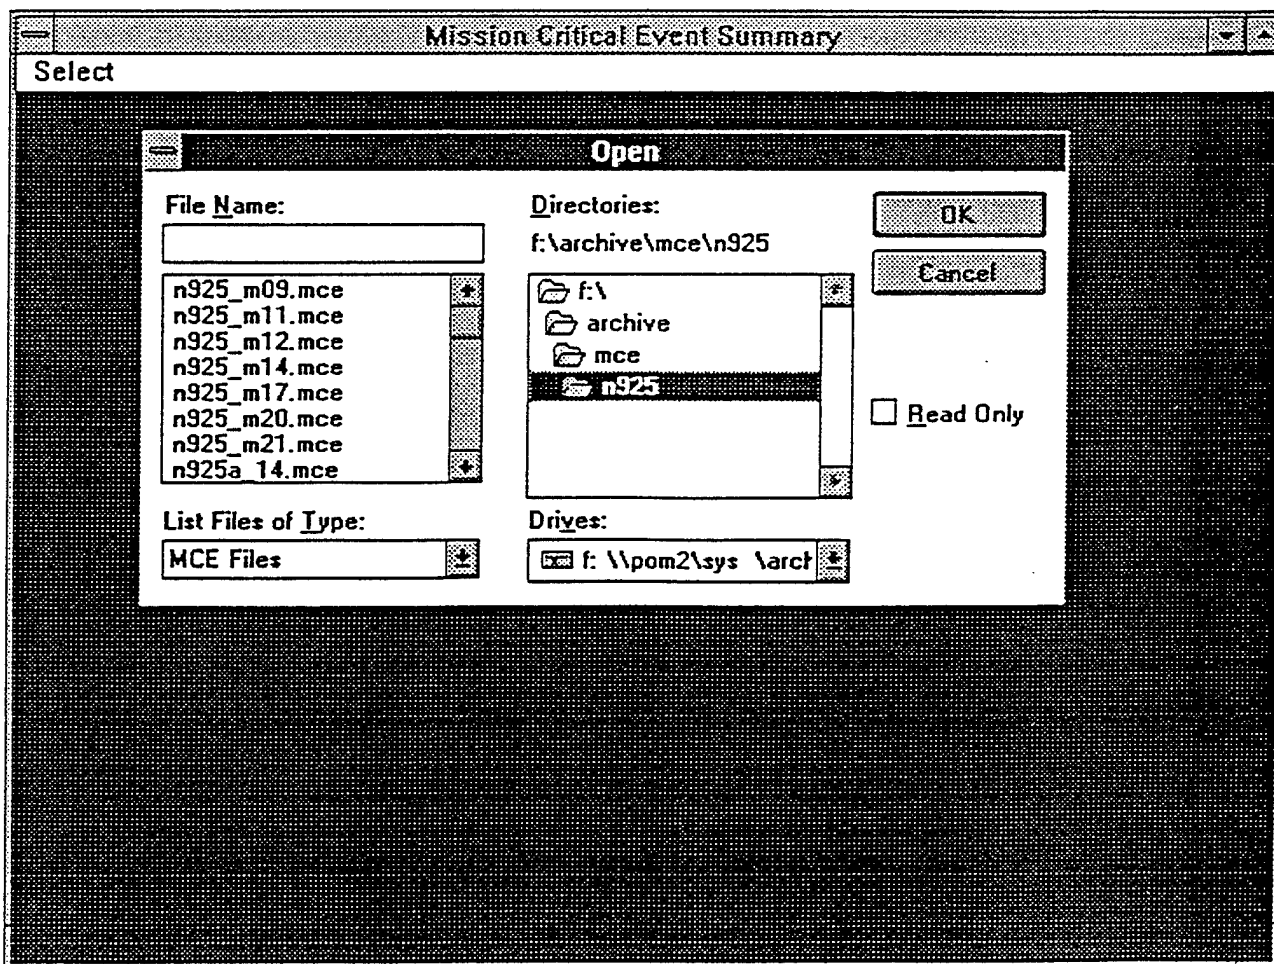 Mission Critical Event Summary
Select
Open
File Name:
n925_m09.mce
n925_m11.mce
n925_m12.mce
n925_m14.mce
n925_m17.mce
n925_m20.mce
n925_m21.mce
n925a_14.mce
List Files of Type:
MCE Files
Directories:
f:\archive\mce\n925
f:\
archive
mce
n925
Drives:
f: \\pom2\sys \arch
OK
Cancel
Read Only